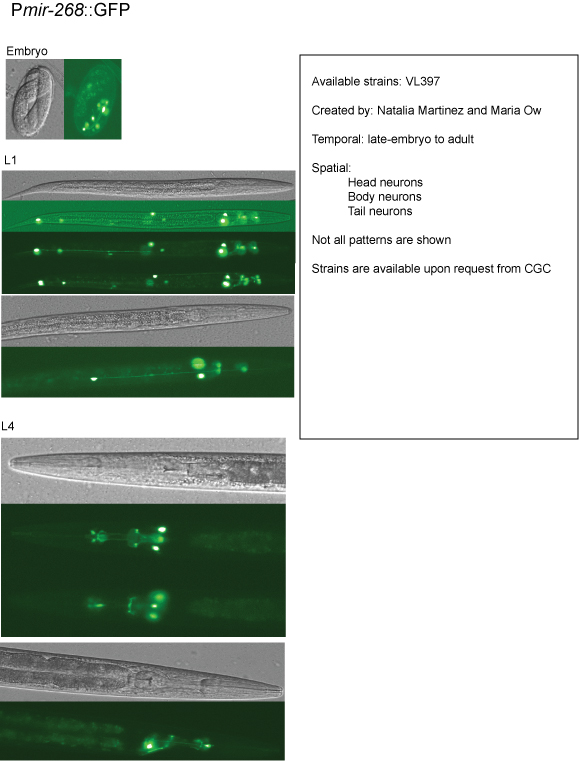 Pmir-268::GFP
Embryo
L1
L4
Available strains: VL397
Created by: Natalia Martinez and Maria Ow
Temporal: late-embryo to adult
Spatial:
Head neurons
Body neurons
Tail neurons
Not all patterns are shown
Strains are available upon request from CGC